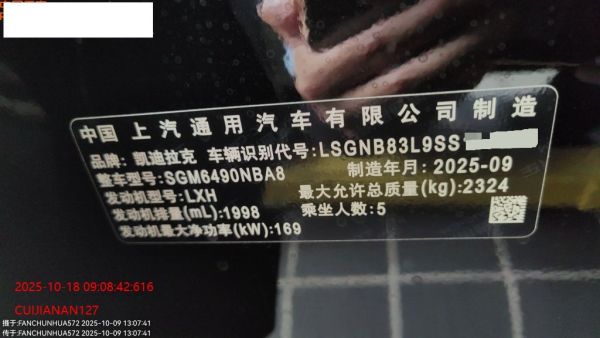 中国上汽通用汽车有限公司制造
品牌: 凯迪拉克 车辆识别代号:LSGNB83L9SS
整车型号:SGM6490NBA8 制造年月: 2025-09
发动机型号:LXH 最大允许总质量(kg):2324
发动机排量(mL):1998 乘坐人数:5
发动机最大净功率(kW):169
2025-10-18 09:08:42:616
CUIJIANAN127
摄于:FANCHUNHUA572 2025-10-09 13:07:41
传于:FANCHUNHUA572 2025-10-09 13:07:41